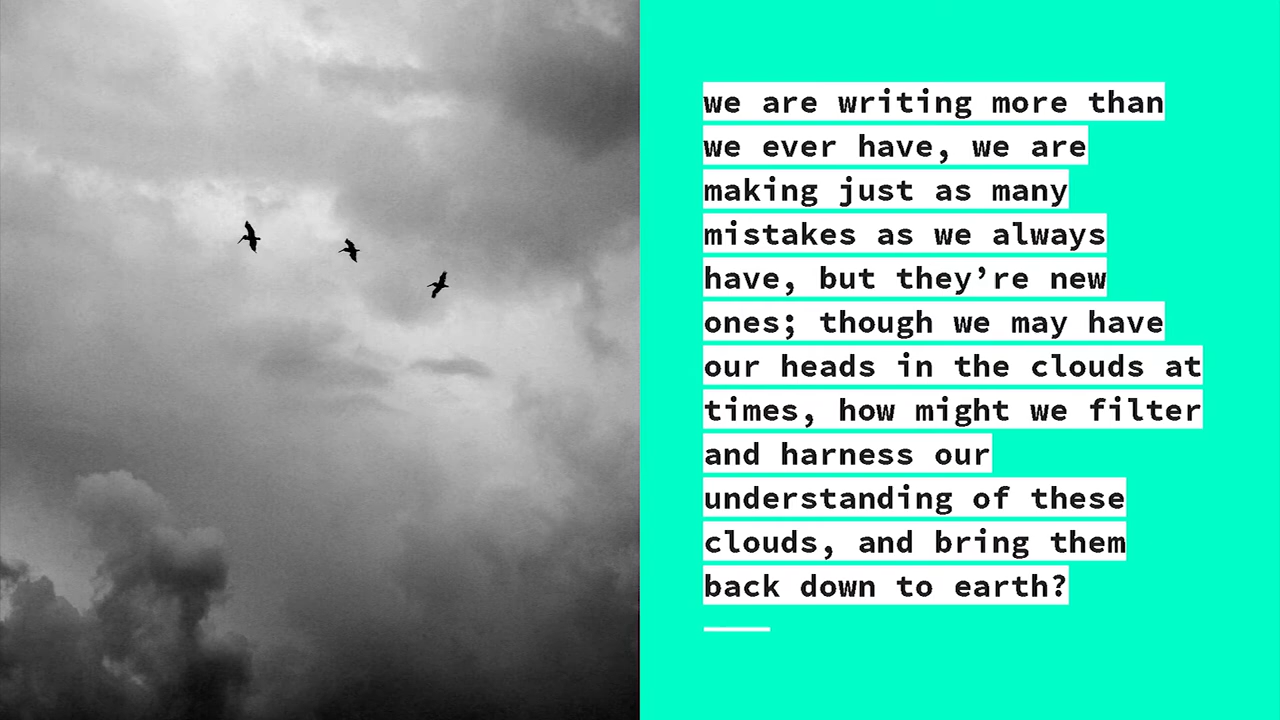 we are writing more than
we ever have, we are
making just as many
mistakes as we always
have, but they’re new
ones; though we may have
our heads in the clouds at
times, how might we filter
and harness our
understanding of these
clouds, and bring them
back down to earth?